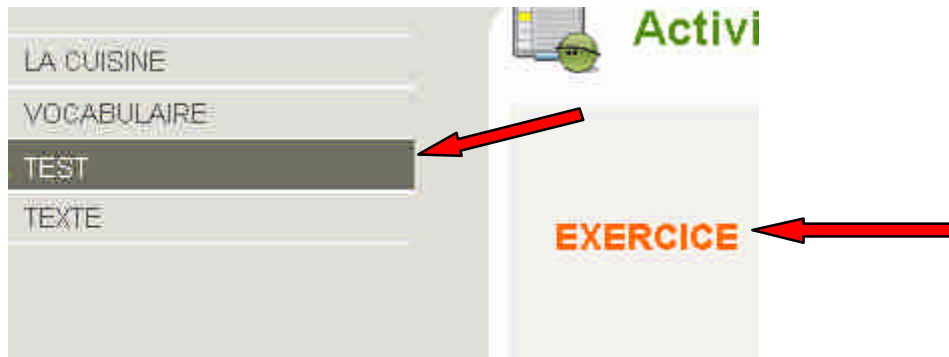 LA CUISINE
VOCABULAIRE
TEST
TEXTE
Activi
EXERCICE